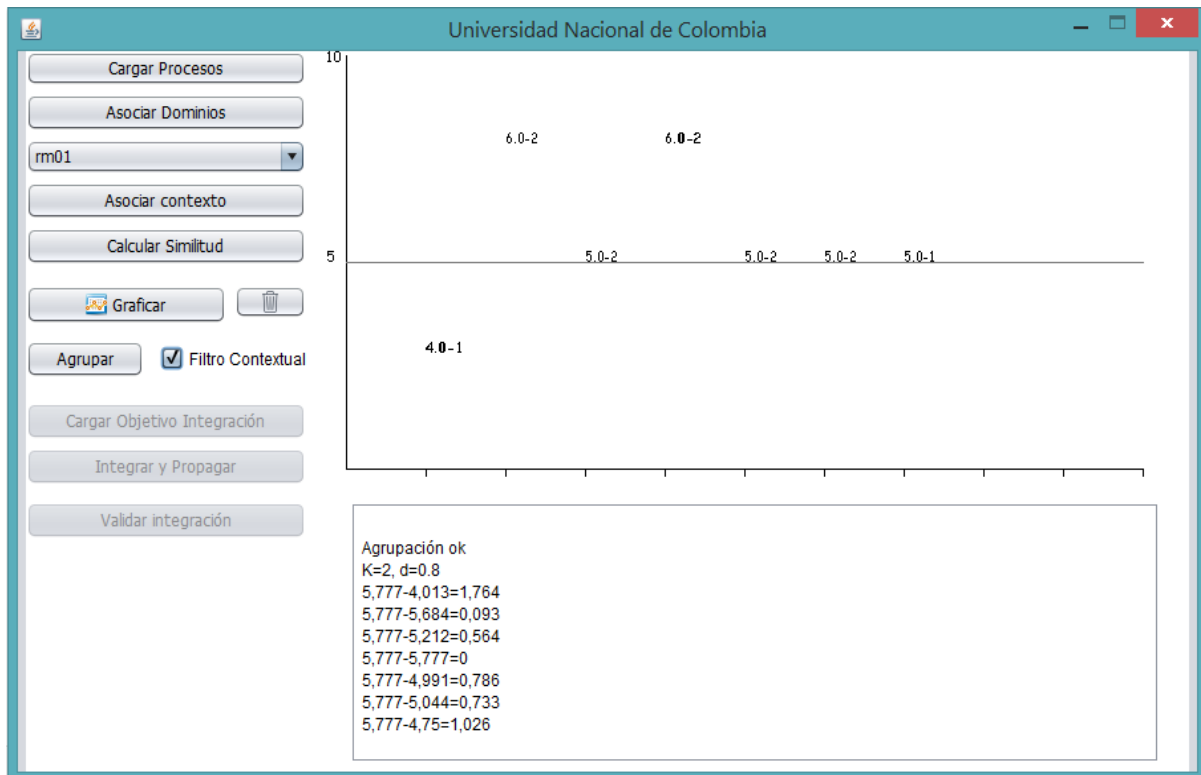 Universidad Nacional de Colombia
Cargar Procesos
Asociar Dominios
rm01
Asociar contexto
Calcular Similitud
Graficar
Agrupar
Filtro Contextual
Cargar Objetivo Integración
Integrar y Propagar
Validar integración
10
6.0-2 6.0-2
5
5.0-2 5.0-2 5.0-2 5.0-1
4.0-1
Agrupación ok
K=2, d=0.8
5,777-4,013=1,764
5,777-5,684=0,093
5,777-5,212=0,564
5,777-5,777=0
5,777-4,991=0,786
5,777-5,044=0,733
5,777-4,75=1,026